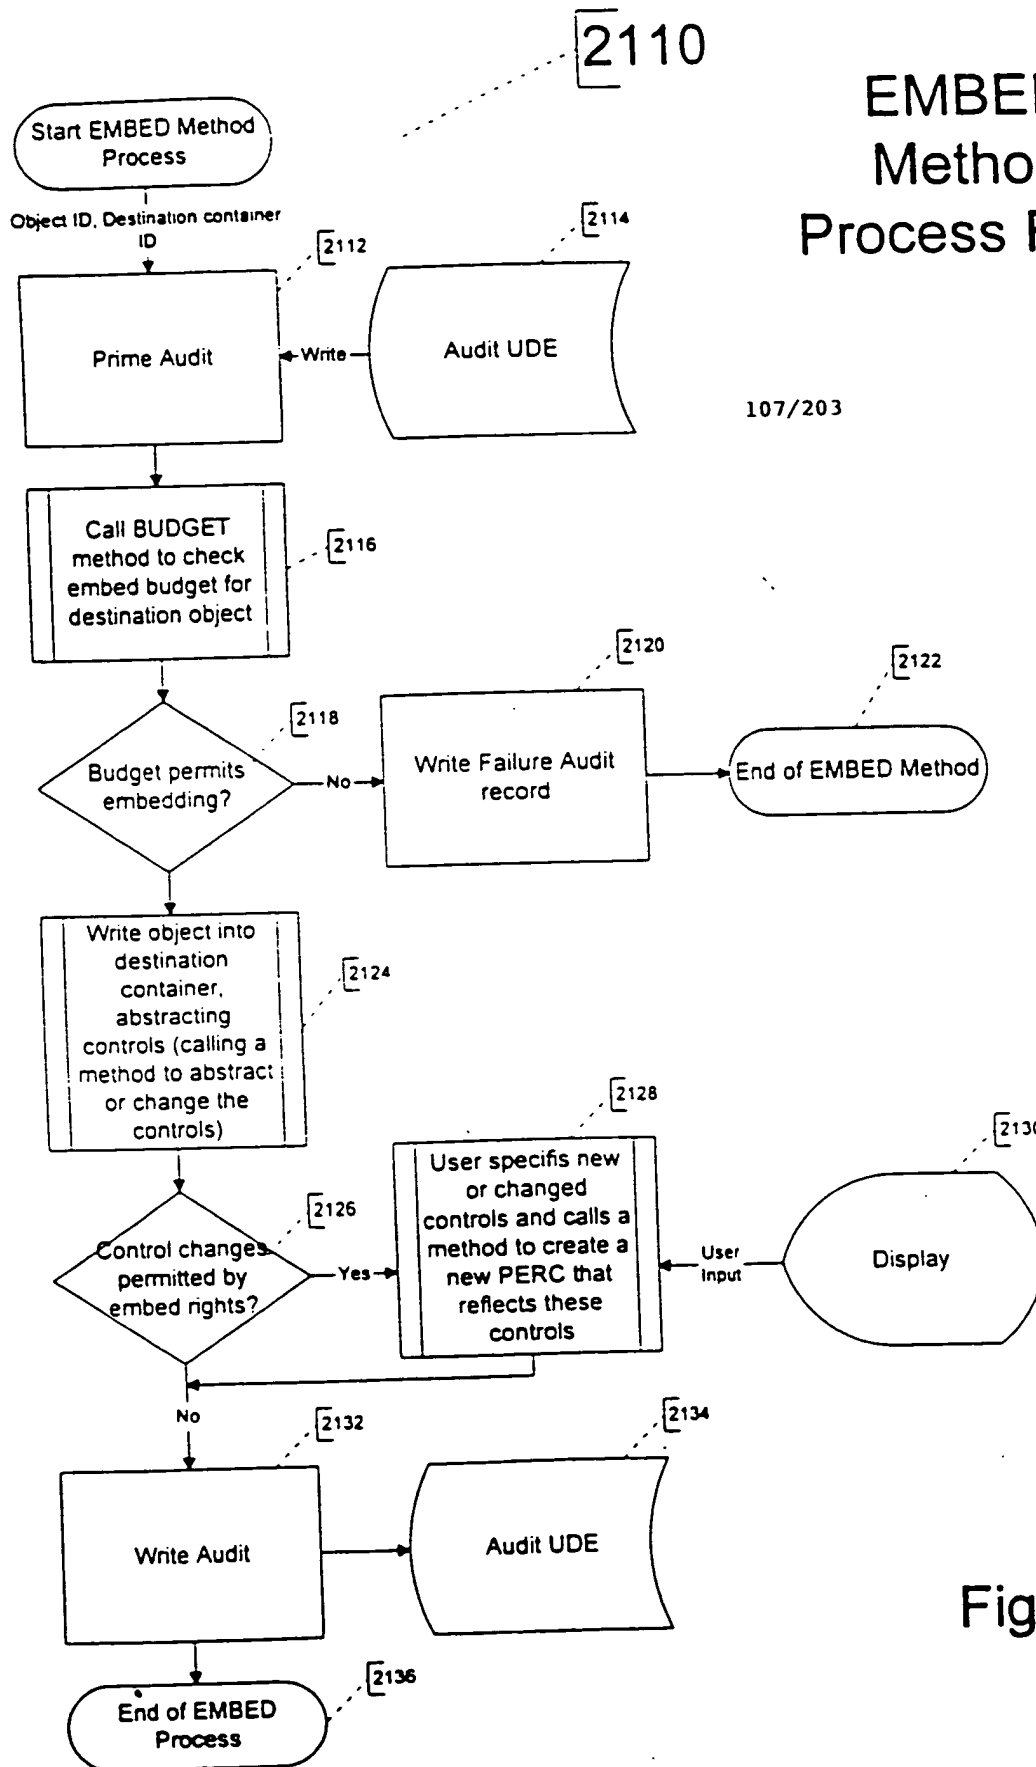 2110
EMBED
Metho
Process F
Start EMBED Method
Process
Object ID, Destination container
ID
2112
2114
Prime Audit
Write
Audit UDE
107/203
Call BUDGET
method to check
embed budget for
destination object
2116
2118
2120
2122
Budget permits
embedding?
No
Write Failure Audit
record
End of EMBED Method
Write object into
destination
container,
abstracting
controls (calling a
method to abstract
or change the
controls)
2124
2126
Control changes
permitted by
embed rights?
Yes
2128
User specifis new
or changed
controls and calls a
method to create a
new PERC that
reflects these
controls
User
Input
2130
Display
No
2132
2134
Write Audit
Audit UDE
Fig
2136
End of EMBED
Process